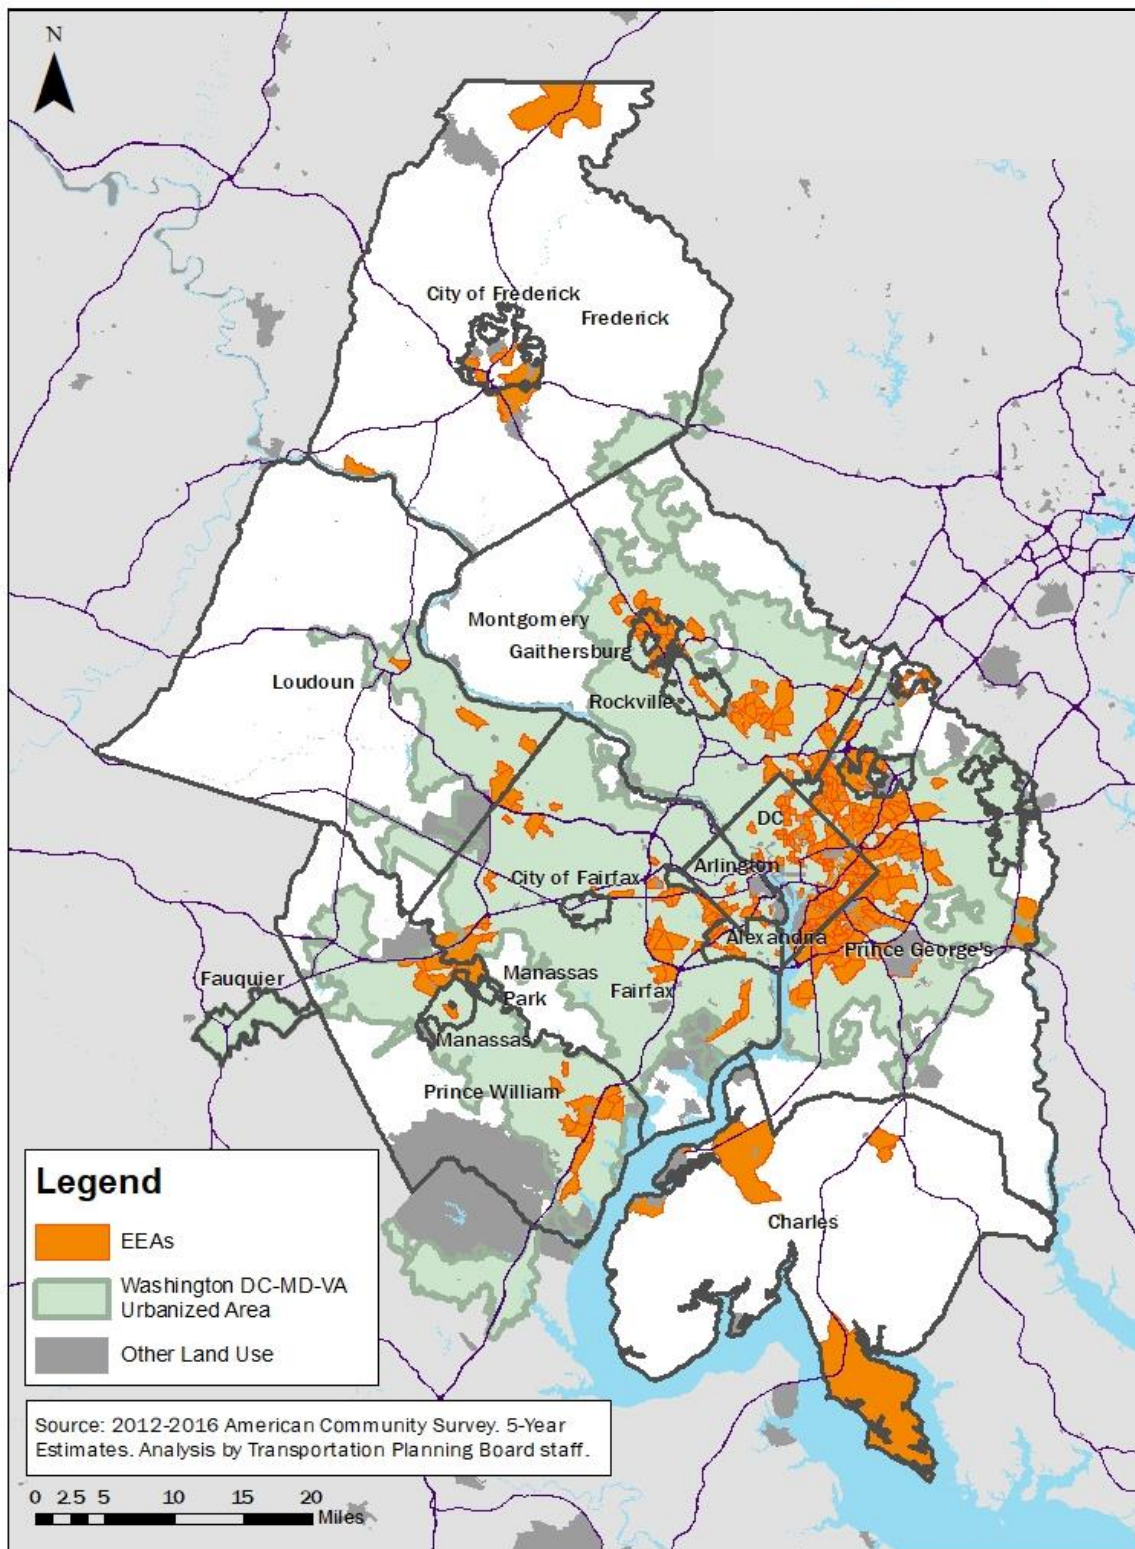 N
City of Frederick
Frederick
Montgomery
Gaithersburg
Loudoun
Rockville
DC
Arlington
City of Fairfax
Alexandria
Prince George's
Fauquier
Manassas
Park
Fairfax
Manassas
Prince William
Charles
Legend
EEAs
Washington DC-MD-VA
Urbanized Area
Other Land Use
Source: 2012-2016 American Community Survey. 5-Year
Estimates. Analysis by Transportation Planning Board staff.
0 2.5 5 10 15 20
Miles